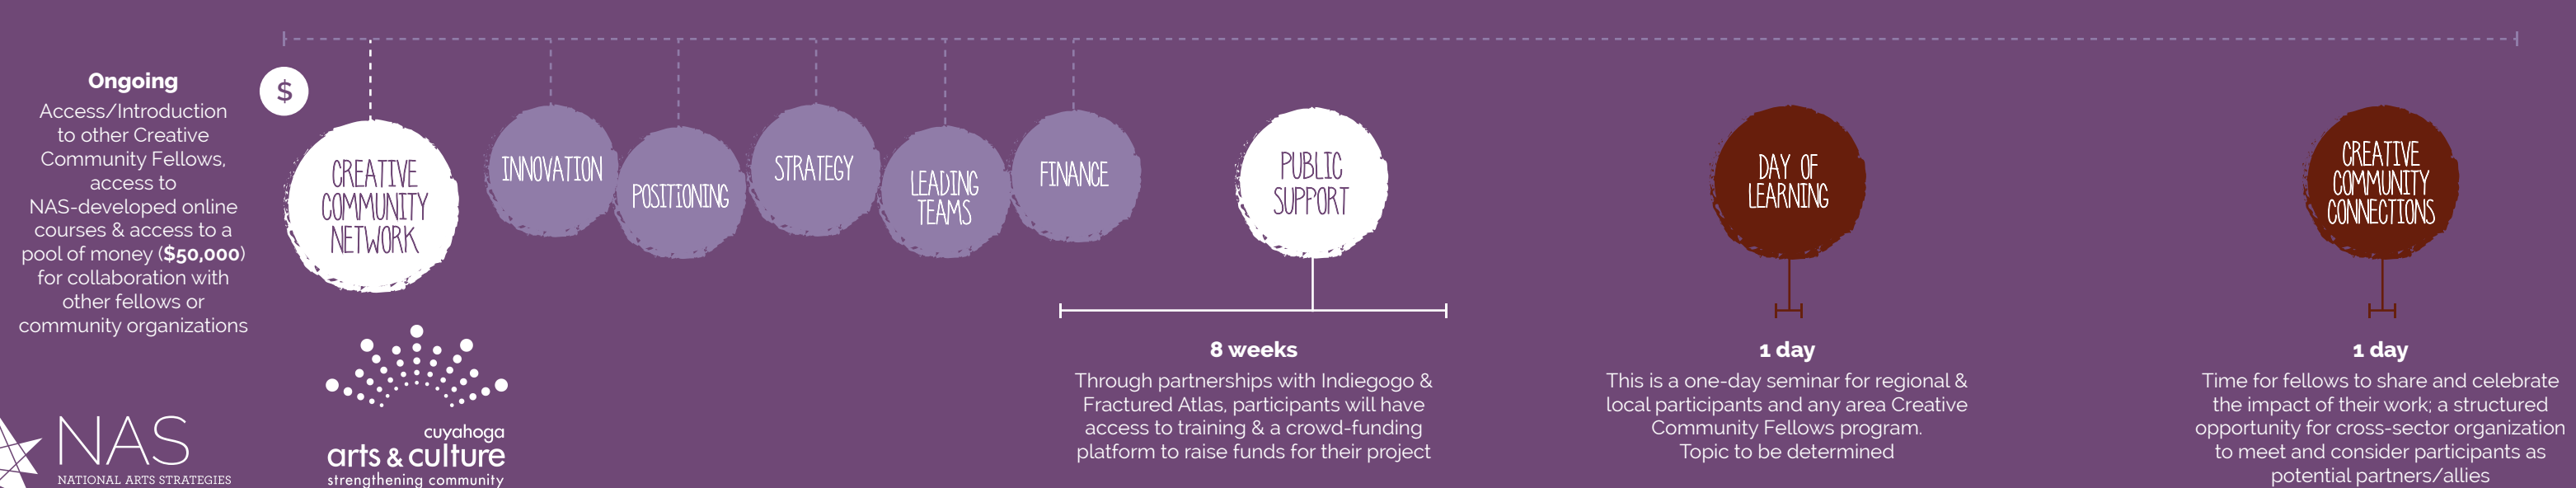 Ongoing
Access/Introduction
to other Creative
Community Fellows,
access to
NAS-developed online
courses & access to a
pool of money ($50,000)
for collaboration with
other fellows or
community organizations
$
CREATIVE
COMMUNITY
NETWORK
INNOVATION
POSITIONING
STRATEGY
LEADING
TEAMS
FINANCE
PUBLIC
SUPPORT
8 weeks
Through partnerships with Indiegogo &
Fractured Atlas, participants will have
access to training & a crowd-funding
platform to raise funds for their project
DAY OF
LEARNING
1 day
This is a one-day seminar for regional &
local participants and any area Creative
Community Fellows program.
Topic to be determined
CREATIVE
COMMUNITY
CONNECTIONS
1 day
Time for fellows to share and celebrate
the impact of their work; a structured
opportunity for cross-sector organization
to meet and consider participants as
potential partners/allies
NAS
NATIONAL ARTS STRATEGIES
cuyahoga
arts & culture
strengthening community